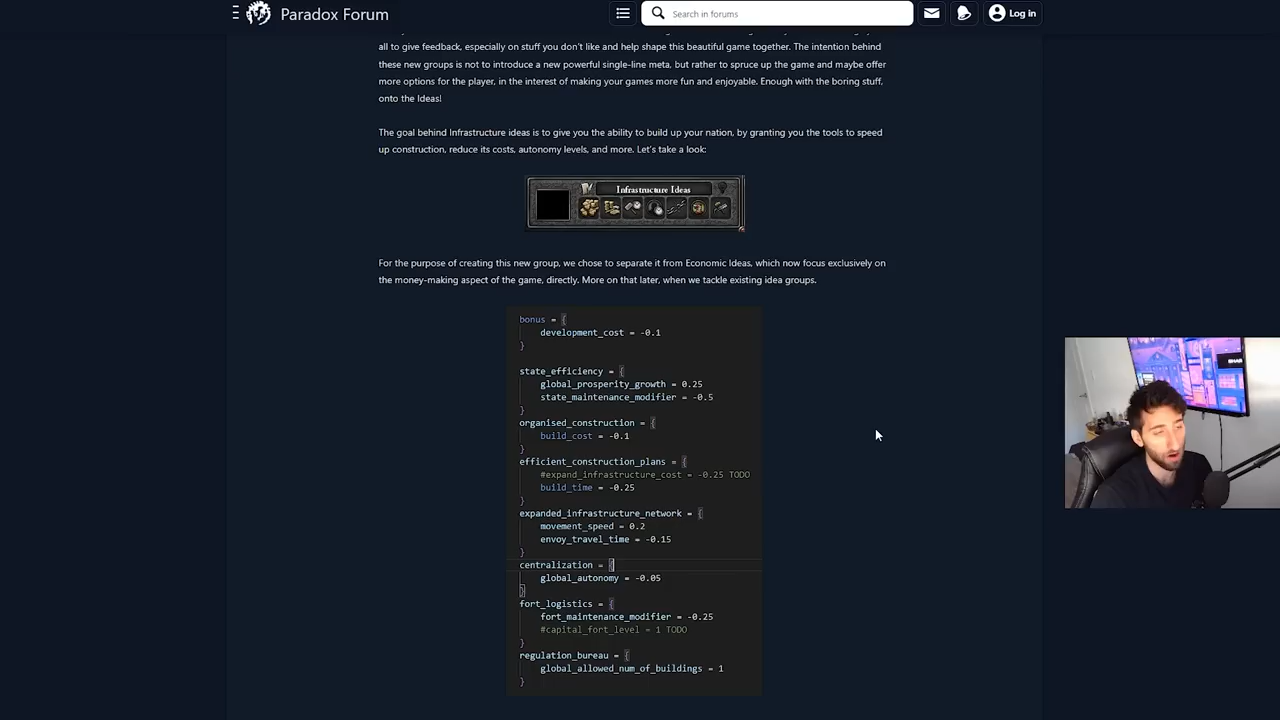 Paradox Forum
Search in forums
Log in
all to give feedback, especially on stuff you don't like and help shape this beautiful game together. The intention behind
these new groups is not to introduce a new powerful single-line meta, but rather to spruce up the game and maybe offer
more options for the player, in the interest of making your games more fun and enjoyable. Enough with the boring stuff,
onto the Ideas!
The goal behind Infrastructure ideas is to give you the ability to build up your nation, by granting you the tools to speed
up construction, reduce its costs, autonomy levels, and more. Let's take a look:
Infrastructure Ideas
For the purpose of creating this new group, we chose to separate it from Economic Ideas, which now focus exclusively on
the money-making aspect of the game, directly. More on that later, when we tackle existing idea groups.
bonus = {
development_cost = -0.1
}
state_efficiency = {
global_prosperity_growth = 0.25
state_maintenance_modifier = -0.5
}
organised_construction = {
build_cost = -0.1
}
efficient_construction_plans = {
#expand_infrastructure_cost = -0.25 TODO
build_time = -0.25
}
expanded_infrastructure_network = {
movement_speed = 0.2
envoy_travel_time = -0.15
}
centralization = {
global_autonomy = -0.05
}
fort_logistics = {
fort_maintenance_modifier = -0.25
#capital_fort_level = 1 TODO
}
regulation_bureau = {
global_allowed_num_of_buildings = 1
}